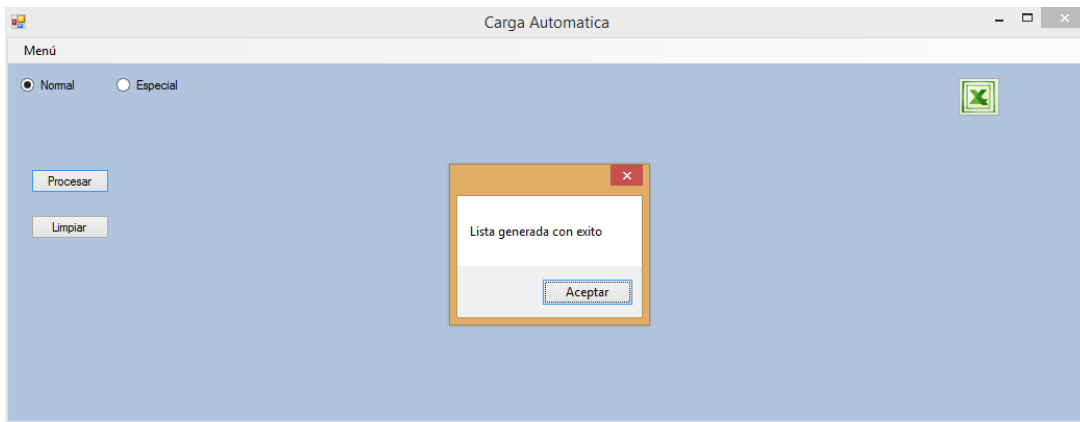 Carga Automatica
Menú
Normal Especial
Procesar
Limpiar
Lista generada con exito
Aceptar